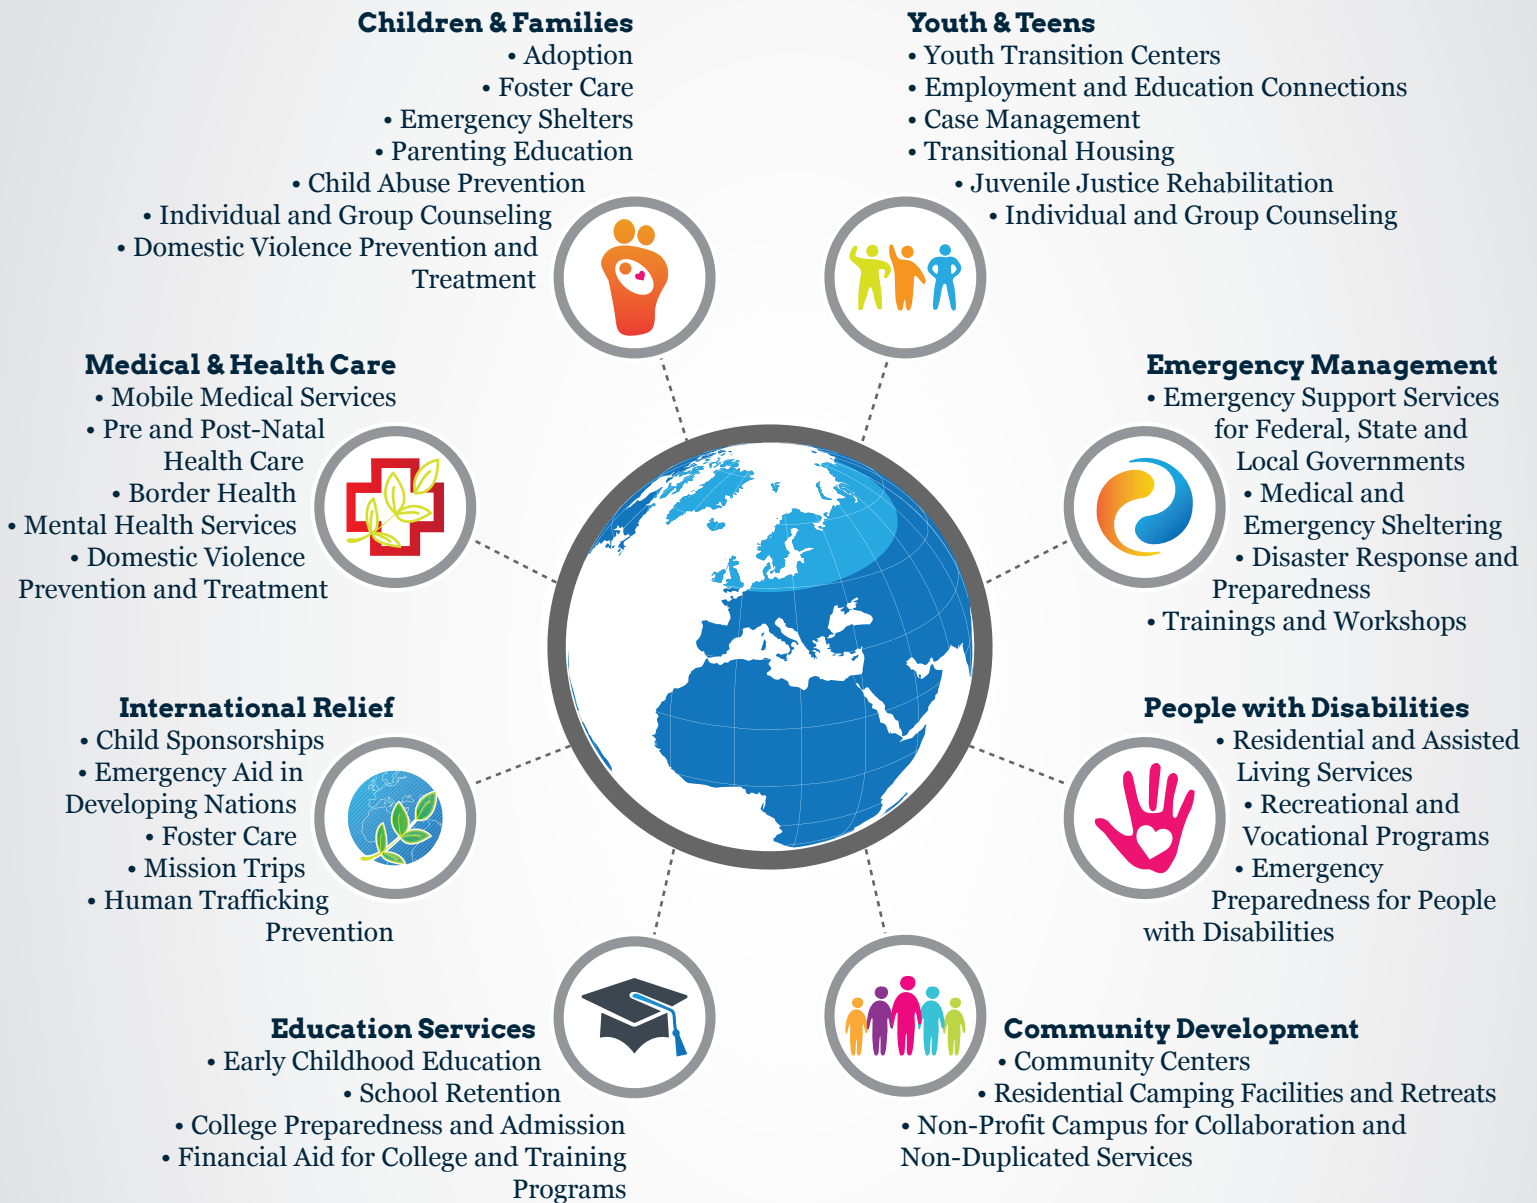 Children & Families
• Adoption
• Foster Care
• Emergency Shelters
• Parenting Education
• Child Abuse Prevention
• Individual and Group Counseling
• Domestic Violence Prevention and
Treatment
Youth & Teens
• Youth Transition Centers
• Employment and Education Connections
• Case Management
• Transitional Housing
• Juvenile Justice Rehabilitation
• Individual and Group Counseling
Medical & Health Care
• Mobile Medical Services
• Pre and Post-Natal
Health Care
• Border Health
• Mental Health Services
• Domestic Violence
Prevention and Treatment
Emergency Management
• Emergency Support Services
for Federal, State and
Local Governments
• Medical and
Emergency Sheltering
• Disaster Response and
Preparedness
• Trainings and Workshops
International Relief
• Child Sponsorships
• Emergency Aid in
Developing Nations
• Foster Care
• Mission Trips
• Human Trafficking
Prevention
People with Disabilities
• Residential and Assisted
Living Services
• Recreational and
Vocational Programs
• Emergency
Preparedness for People
with Disabilities
Education Services
• Early Childhood Education
• School Retention
• College Preparedness and Admission
• Financial Aid for College and Training
Programs
Community Development
• Community Centers
• Residential Camping Facilities and Retreats
• Non-Profit Campus for Collaboration and
Non-Duplicated Services